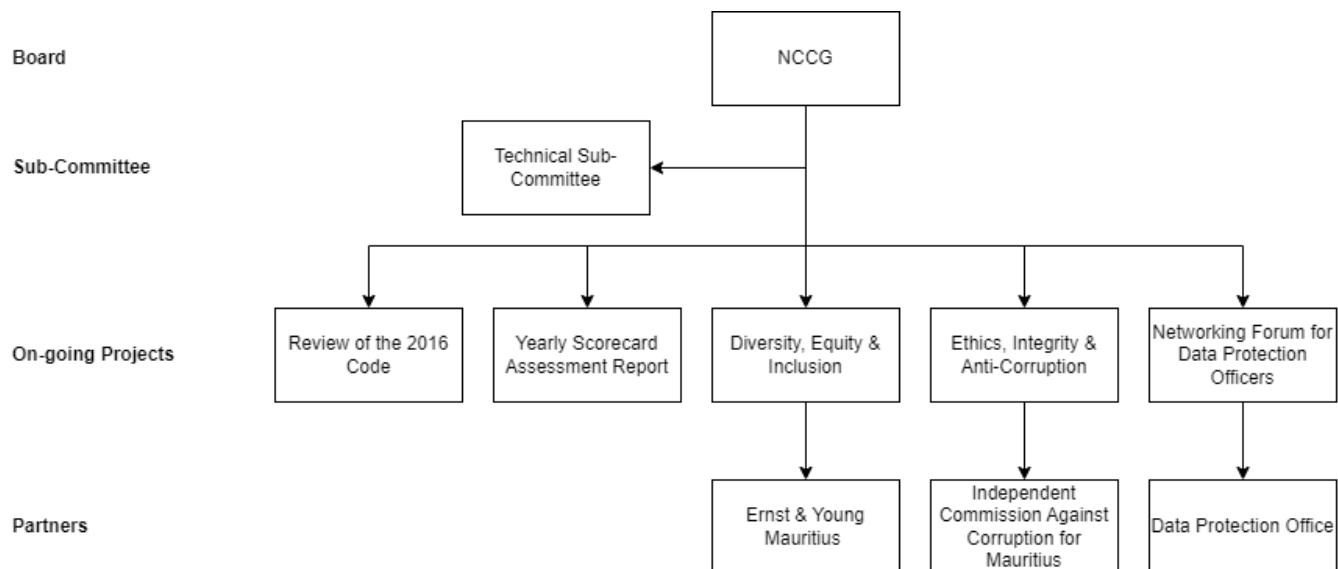 Board
NCCG
Sub-Committee
Technical Sub-
Committee
On-going Projects
Review of the 2016
Code
Yearly Scorecard
Assessment Report
Diversity, Equity &
Inclusion
Ethics, Integrity &
Anti-Corruption
Networking Forum for
Data Protection
Officers
Partners
Ernst & Young
Mauritius
Independent
Commission Against
Corruption for
Mauritius
Data Protection Office